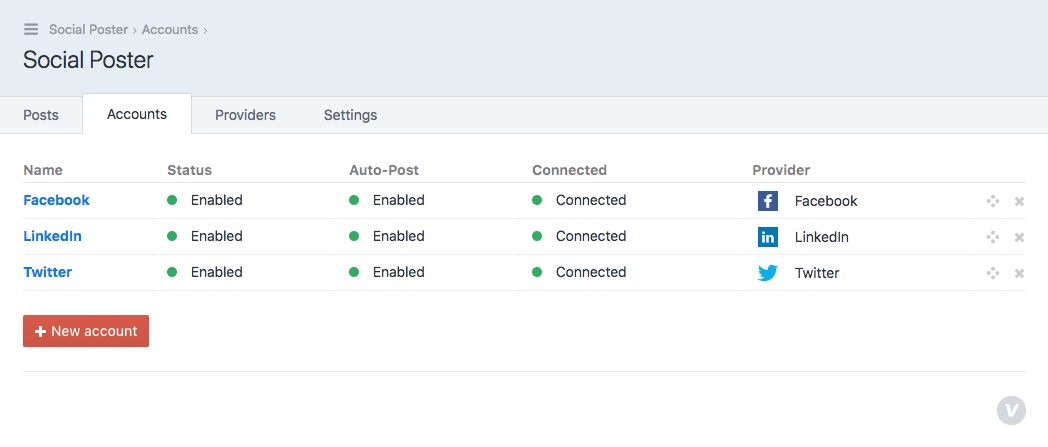 Social Poster › Accounts ›
Social Poster
Posts Accounts Providers Settings
Name Status Auto-Post Connected Provider
Facebook Enabled Enabled Connected f Facebook
LinkedIn Enabled Enabled Connected in LinkedIn
Twitter Enabled Enabled Connected Twitter
+ New account
v